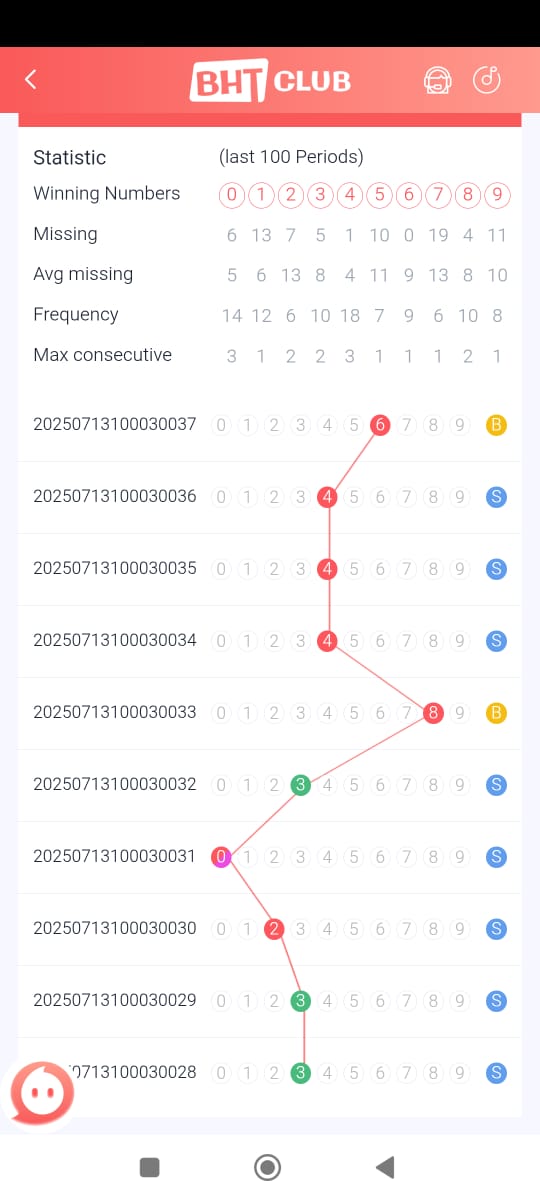 BHT CLUB
Statistic (last 100 Periods)
Winning Numbers 0 1 2 3 4 5 6 7 8 9
Missing 6 13 7 5 1 10 0 19 4 11
Avg missing 5 6 13 8 4 11 9 13 8 10
Frequency 14 12 6 10 18 7 9 6 10 8
Max consecutive 3 1 2 2 3 1 1 1 2 1
20250713100030037 0 1 2 3 4 5 6 7 8 9 B
20250713100030036 0 1 2 3 4 5 6 7 8 9 S
20250713100030035 0 1 2 3 4 5 6 7 8 9 S
20250713100030034 0 1 2 3 4 5 6 7 8 9 S
20250713100030033 0 1 2 3 4 5 6 7 8 9 B
20250713100030032 0 1 2 3 4 5 6 7 8 9 S
20250713100030031 0 1 2 3 4 5 6 7 8 9 S
20250713100030030 0 1 2 3 4 5 6 7 8 9 S
20250713100030029 0 1 2 3 4 5 6 7 8 9 S
0 1 2 3 4 5 6 7 8 9 S